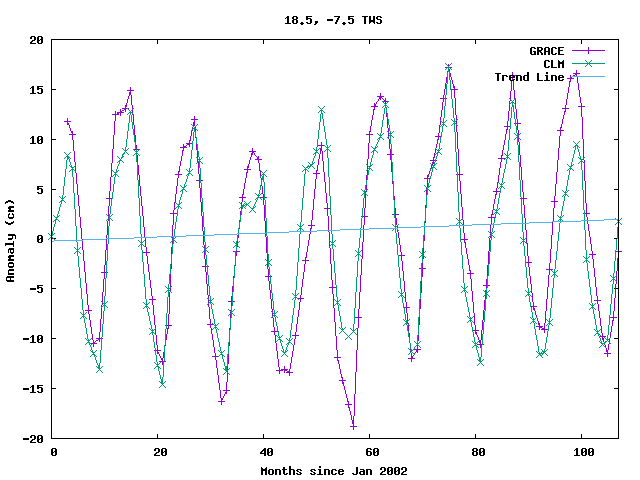 18.5, -7.5 TWS
GRACE
CLM
Trend Line
20
15
10
5
0
-5
-10
-15
-20
Anomaly (cm)
0 20 40 60 80 100
Months since Jan 2002